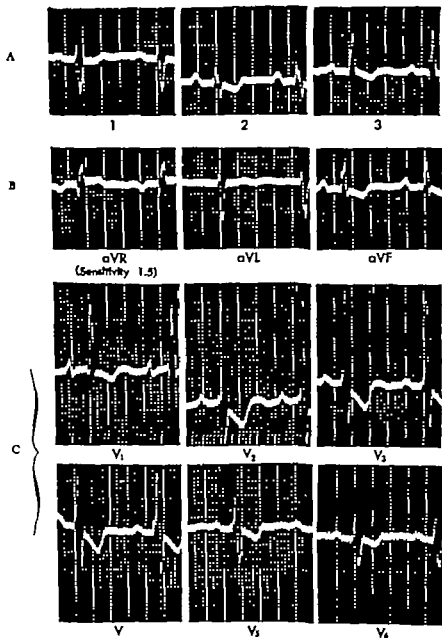 A
1 2 3
B
aVR aVL aVF
(Sensitivity 1.5)
C
V1 V2 V3
V V5 V6